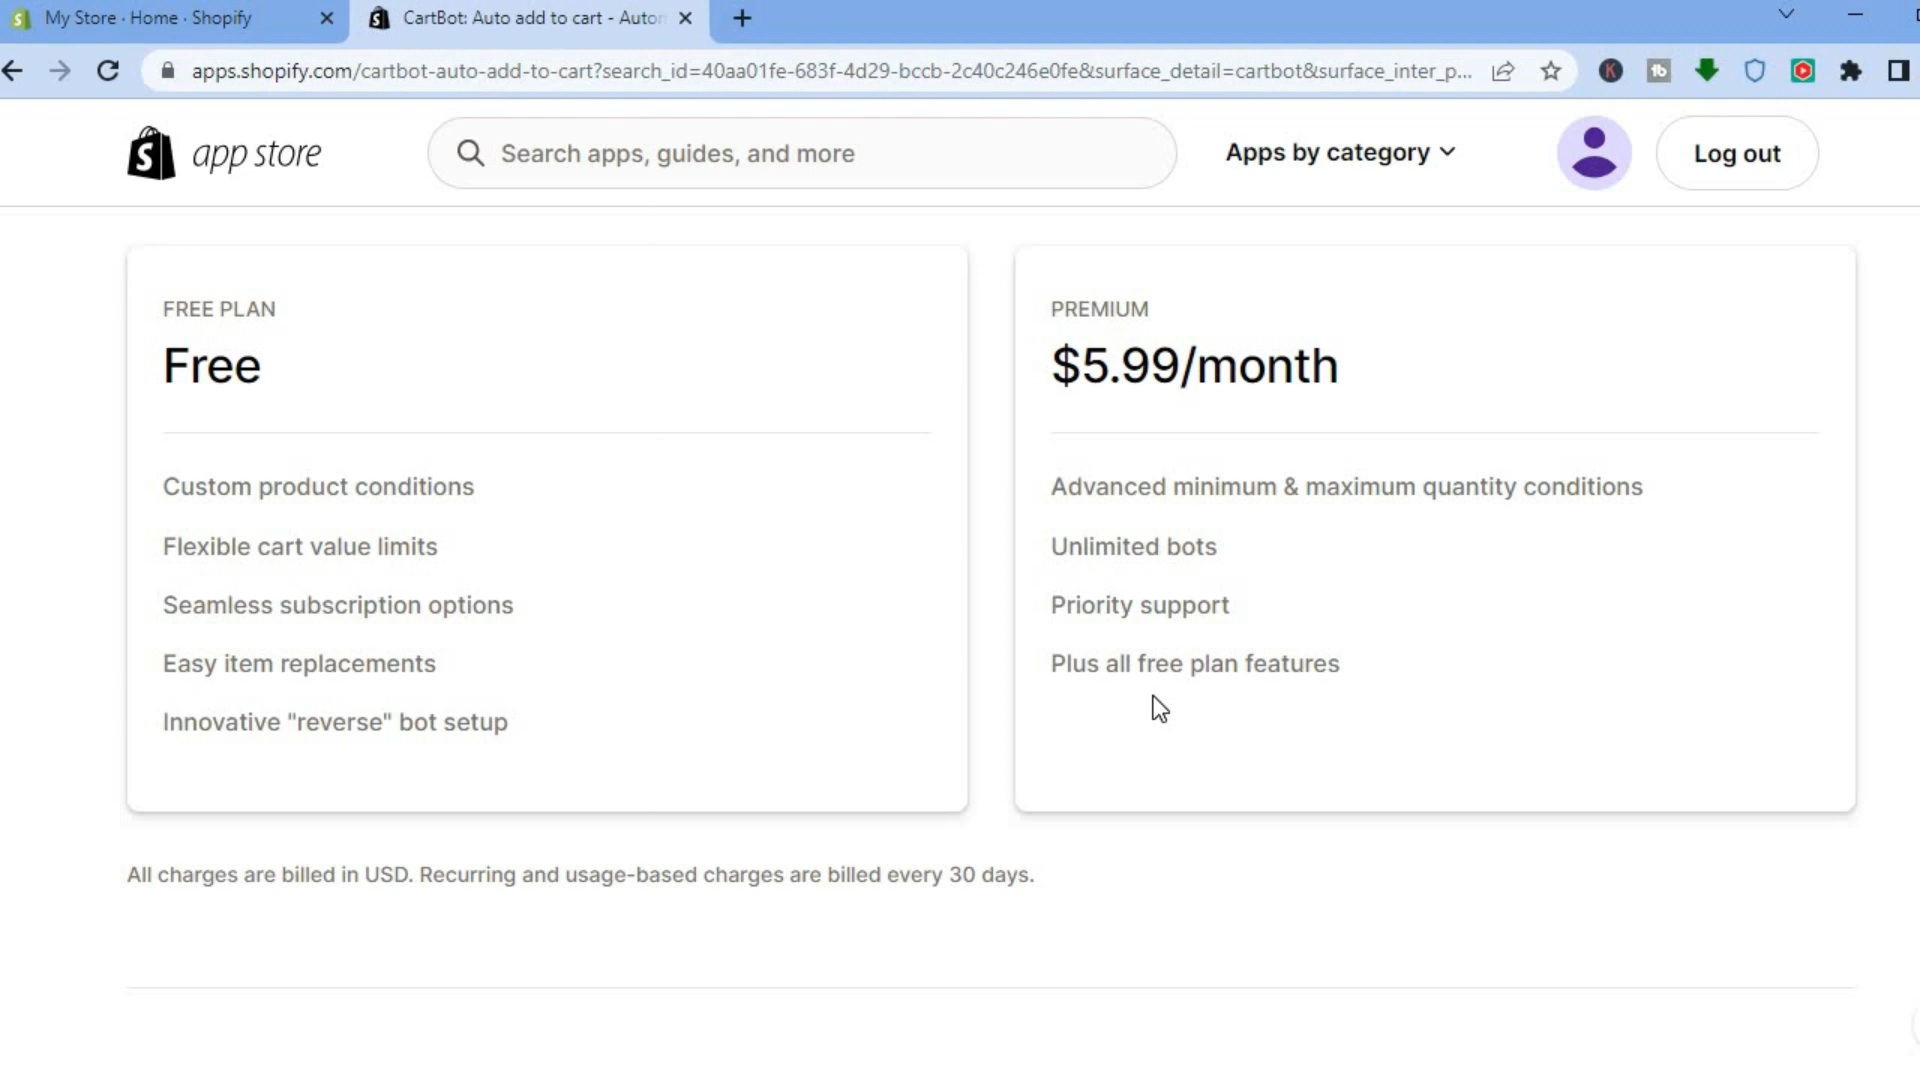 My Store · Home · Shopify
CartBot: Auto add to cart - Autom
apps.shopify.com/cartbot-auto-add-to-cart?search_id=40aa01fe-683f-4d29-bccb-2c40c246e0fe&surface_detail=cartbot&surface_inter_p...
K
tb
app store
Search apps, guides, and more
Apps by category
Log out
FREE PLAN
Free
Custom product conditions
Flexible cart value limits
Seamless subscription options
Easy item replacements
Innovative "reverse" bot setup
PREMIUM
$5.99/month
Advanced minimum & maximum quantity conditions
Unlimited bots
Priority support
Plus all free plan features
All charges are billed in USD. Recurring and usage-based charges are billed every 30 days.